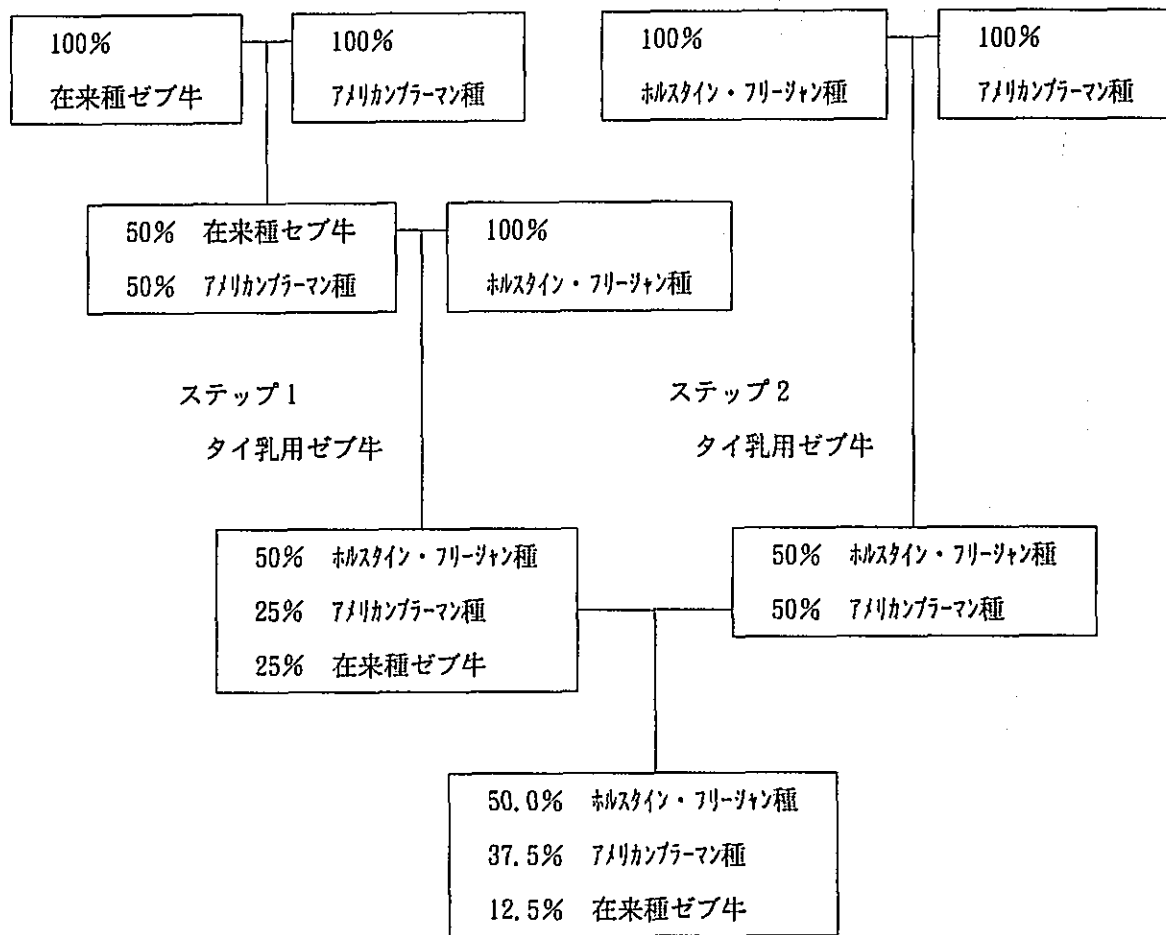 100%
在来種ゼブ牛
100%
アメリカンブラーマン種
100%
ホルスタイン・フリージャン種
100%
アメリカンブラーマン種
50% 在来種ゼブ牛
50% アメリカンブラーマン種
100%
ホルスタイン・フリージャン種
ステップ1
タイ乳用ゼブ牛
ステップ2
タイ乳用ゼブ牛
50% ホルスタイン・フリージャン種
25% アメリカンブラーマン種
25% 在来種ゼブ牛
50% ホルスタイン・フリージャン種
50% アメリカンブラーマン種
50.0% ホルスタイン・フリージャン種
37.5% アメリカンブラーマン種
12.5% 在来種ゼブ牛